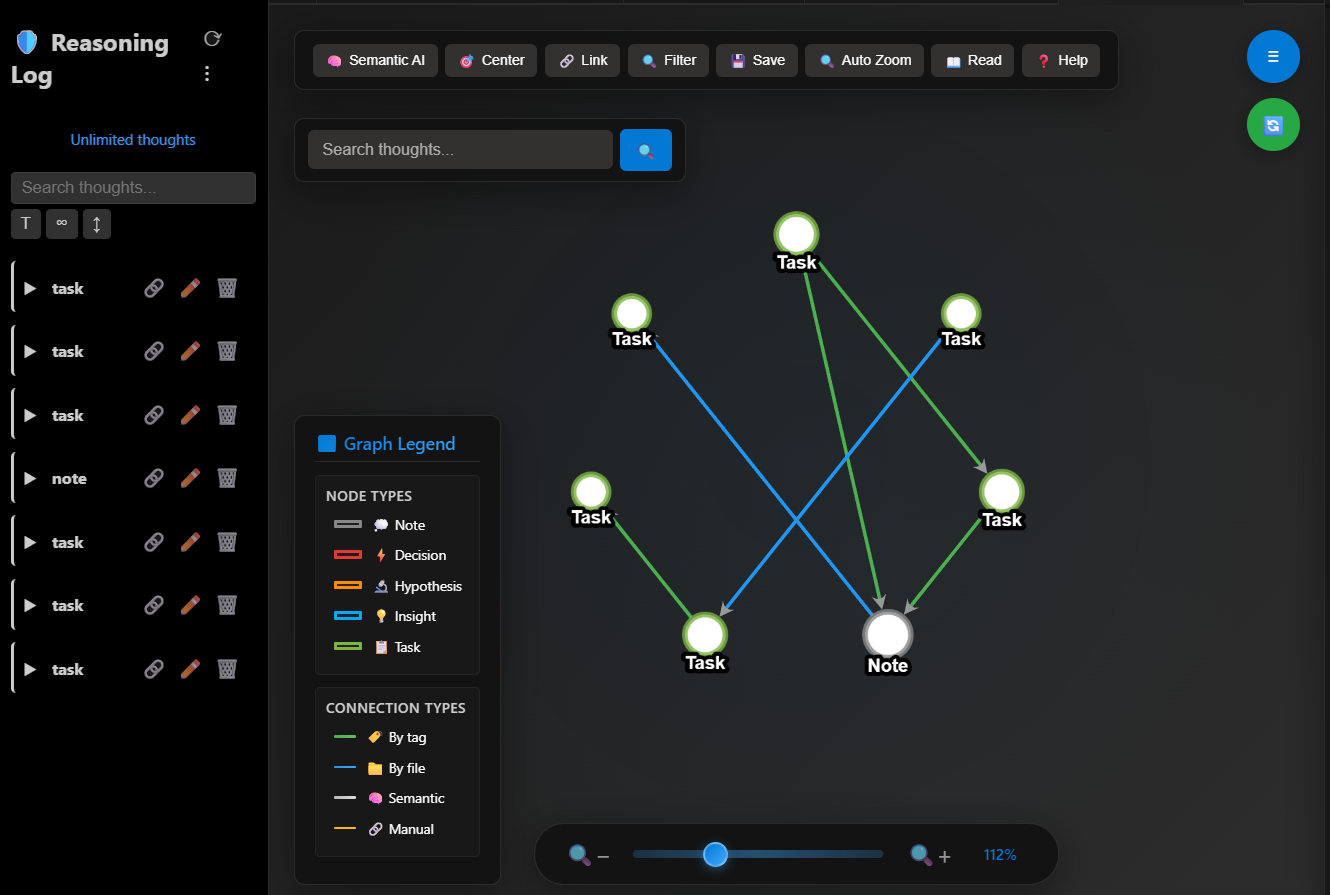 Reasoning
Log
Unlimited thoughts
Search thoughts...
T ∞ ↕
task
task
task
note
task
task
task
Semantic AI Center Link Filter Save Auto Zoom Read Help
Search thoughts...
Task
Task
Task
Task
Task
Task
Note
Graph Legend
NODE TYPES
Note
Decision
Hypothesis
Insight
Task
CONNECTION TYPES
By tag
By file
Semantic
Manual
− + 112%